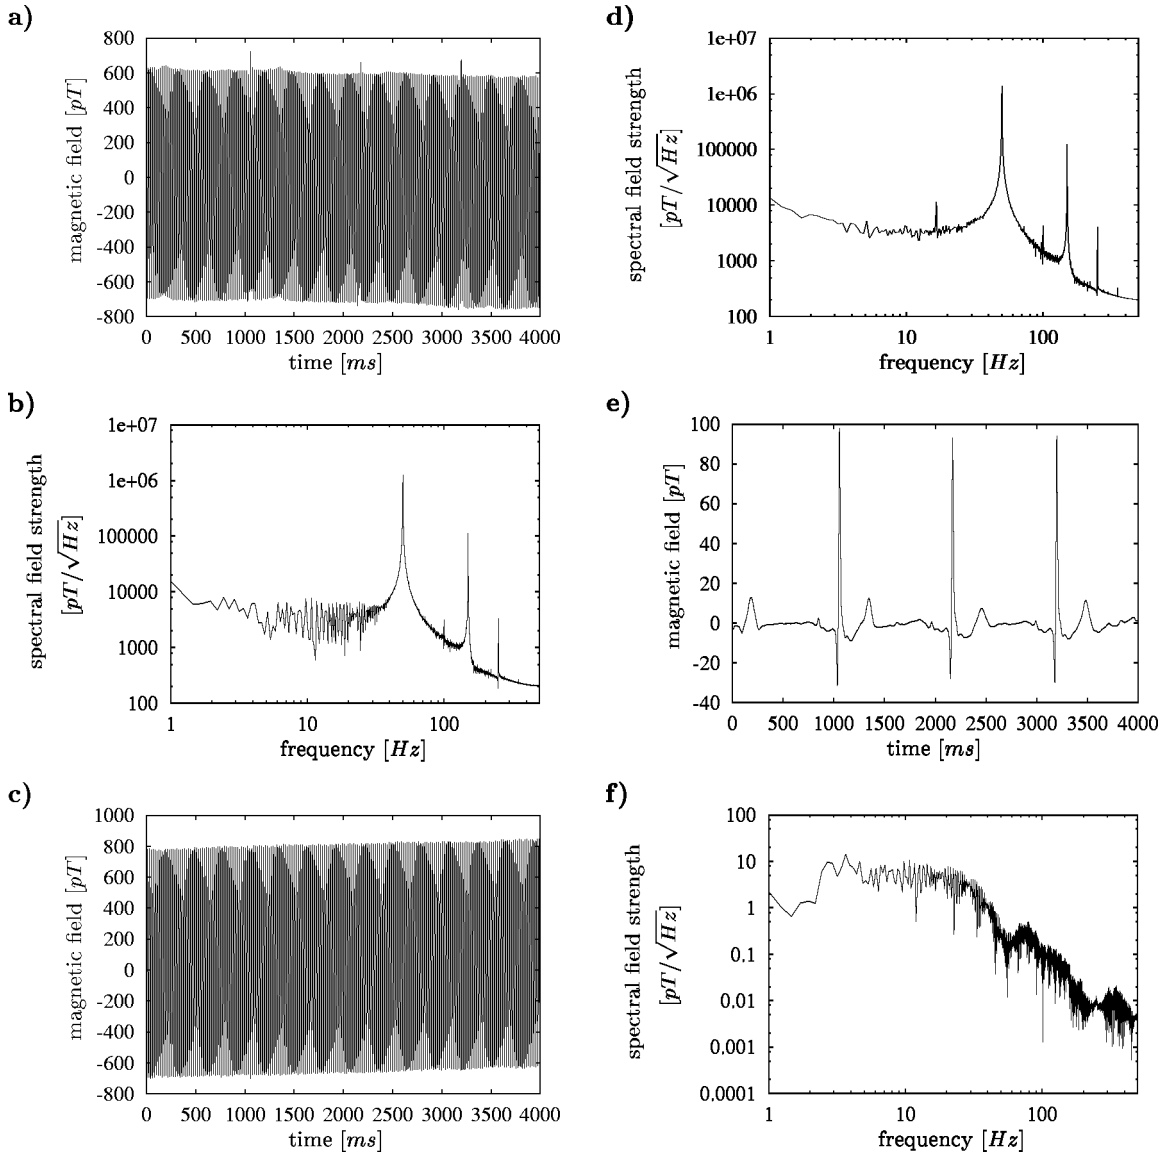 a)
800
600
400
200
0
-200
-400
-600
-800
magnetic field [pT]
0 500 1000 1500 2000 2500 3000 3500 4000
time [ms]
b)
1e+07
1e+06
100000
10000
1000
100
spectral field strength
[pT/√Hz]
1 10 100
frequency [Hz]
c)
1000
800
600
400
200
0
-200
-400
-600
-800
magnetic field [pT]
0 500 1000 1500 2000 2500 3000 3500 4000
time [ms]
d)
1e+07
1e+06
100000
10000
1000
100
spectral field strength
[pT/√Hz]
1 10 100
frequency [Hz]
e)
100
80
60
40
20
0
-20
-40
magnetic field [pT]
0 500 1000 1500 2000 2500 3000 3500 4000
time [ms]
f)
100
10
1
0.1
0.01
0.001
0.0001
spectral field strength
[pT/√Hz]
1 10 100
frequency [Hz]